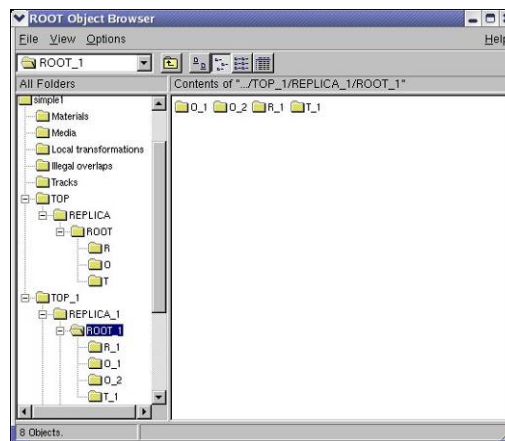 ROOT Object Browser
File View Options Help
ROOT_1
All Folders
Contents of ".../TOP_1/REPLICA_1/ROOT_1"
simple1
Materials
Media
Local transformations
Illegal overlaps
Tracks
TOP
REPLICA
ROOT
R
O
T
TOP_1
REPLICA_1
ROOT_1
R_1
O_1
O_2
T_1
O_1 O_2 R_1 T_1
8 Objects.